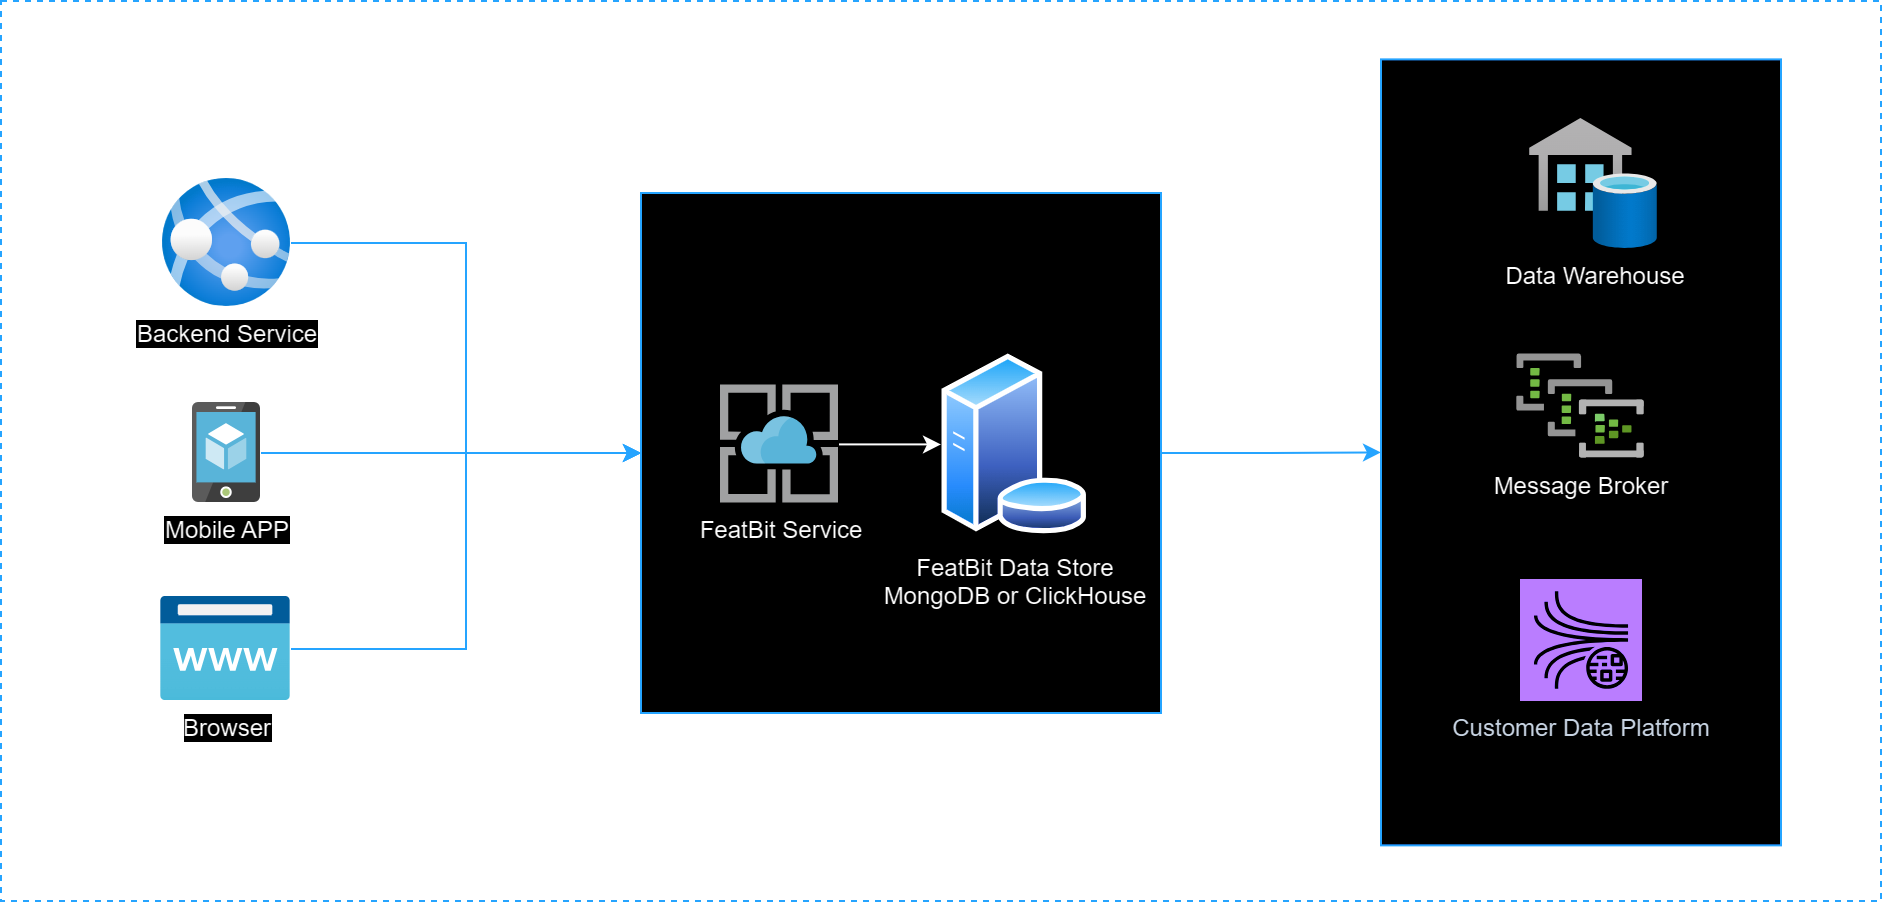 Backend Service
Mobile APP
www
Browser
FeatBit Service
FeatBit Data Store
MongoDB or ClickHouse
Data Warehouse
Message Broker
Customer Data Platform